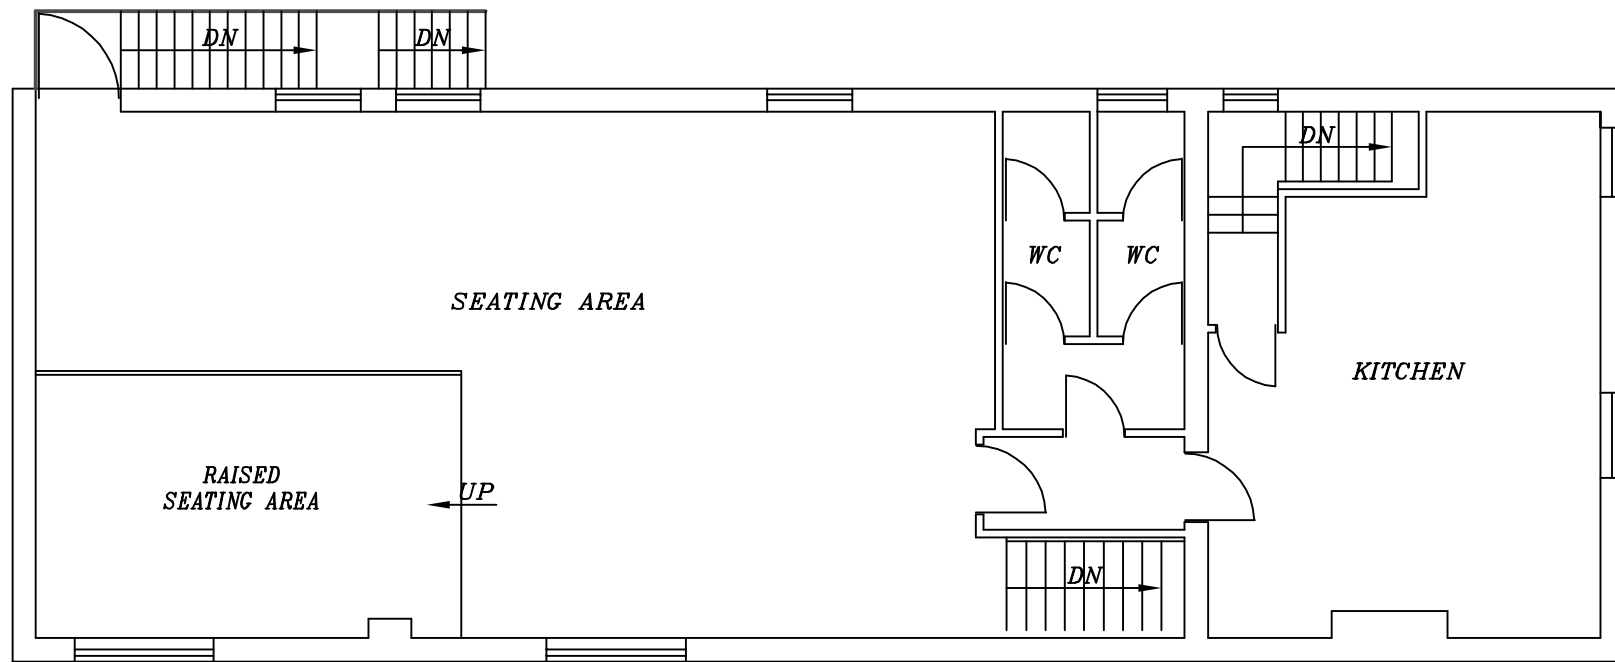 DN
DN
DN
WC
WC
SEATING AREA
KITCHEN
RAISED
SEATING AREA
UP
DN